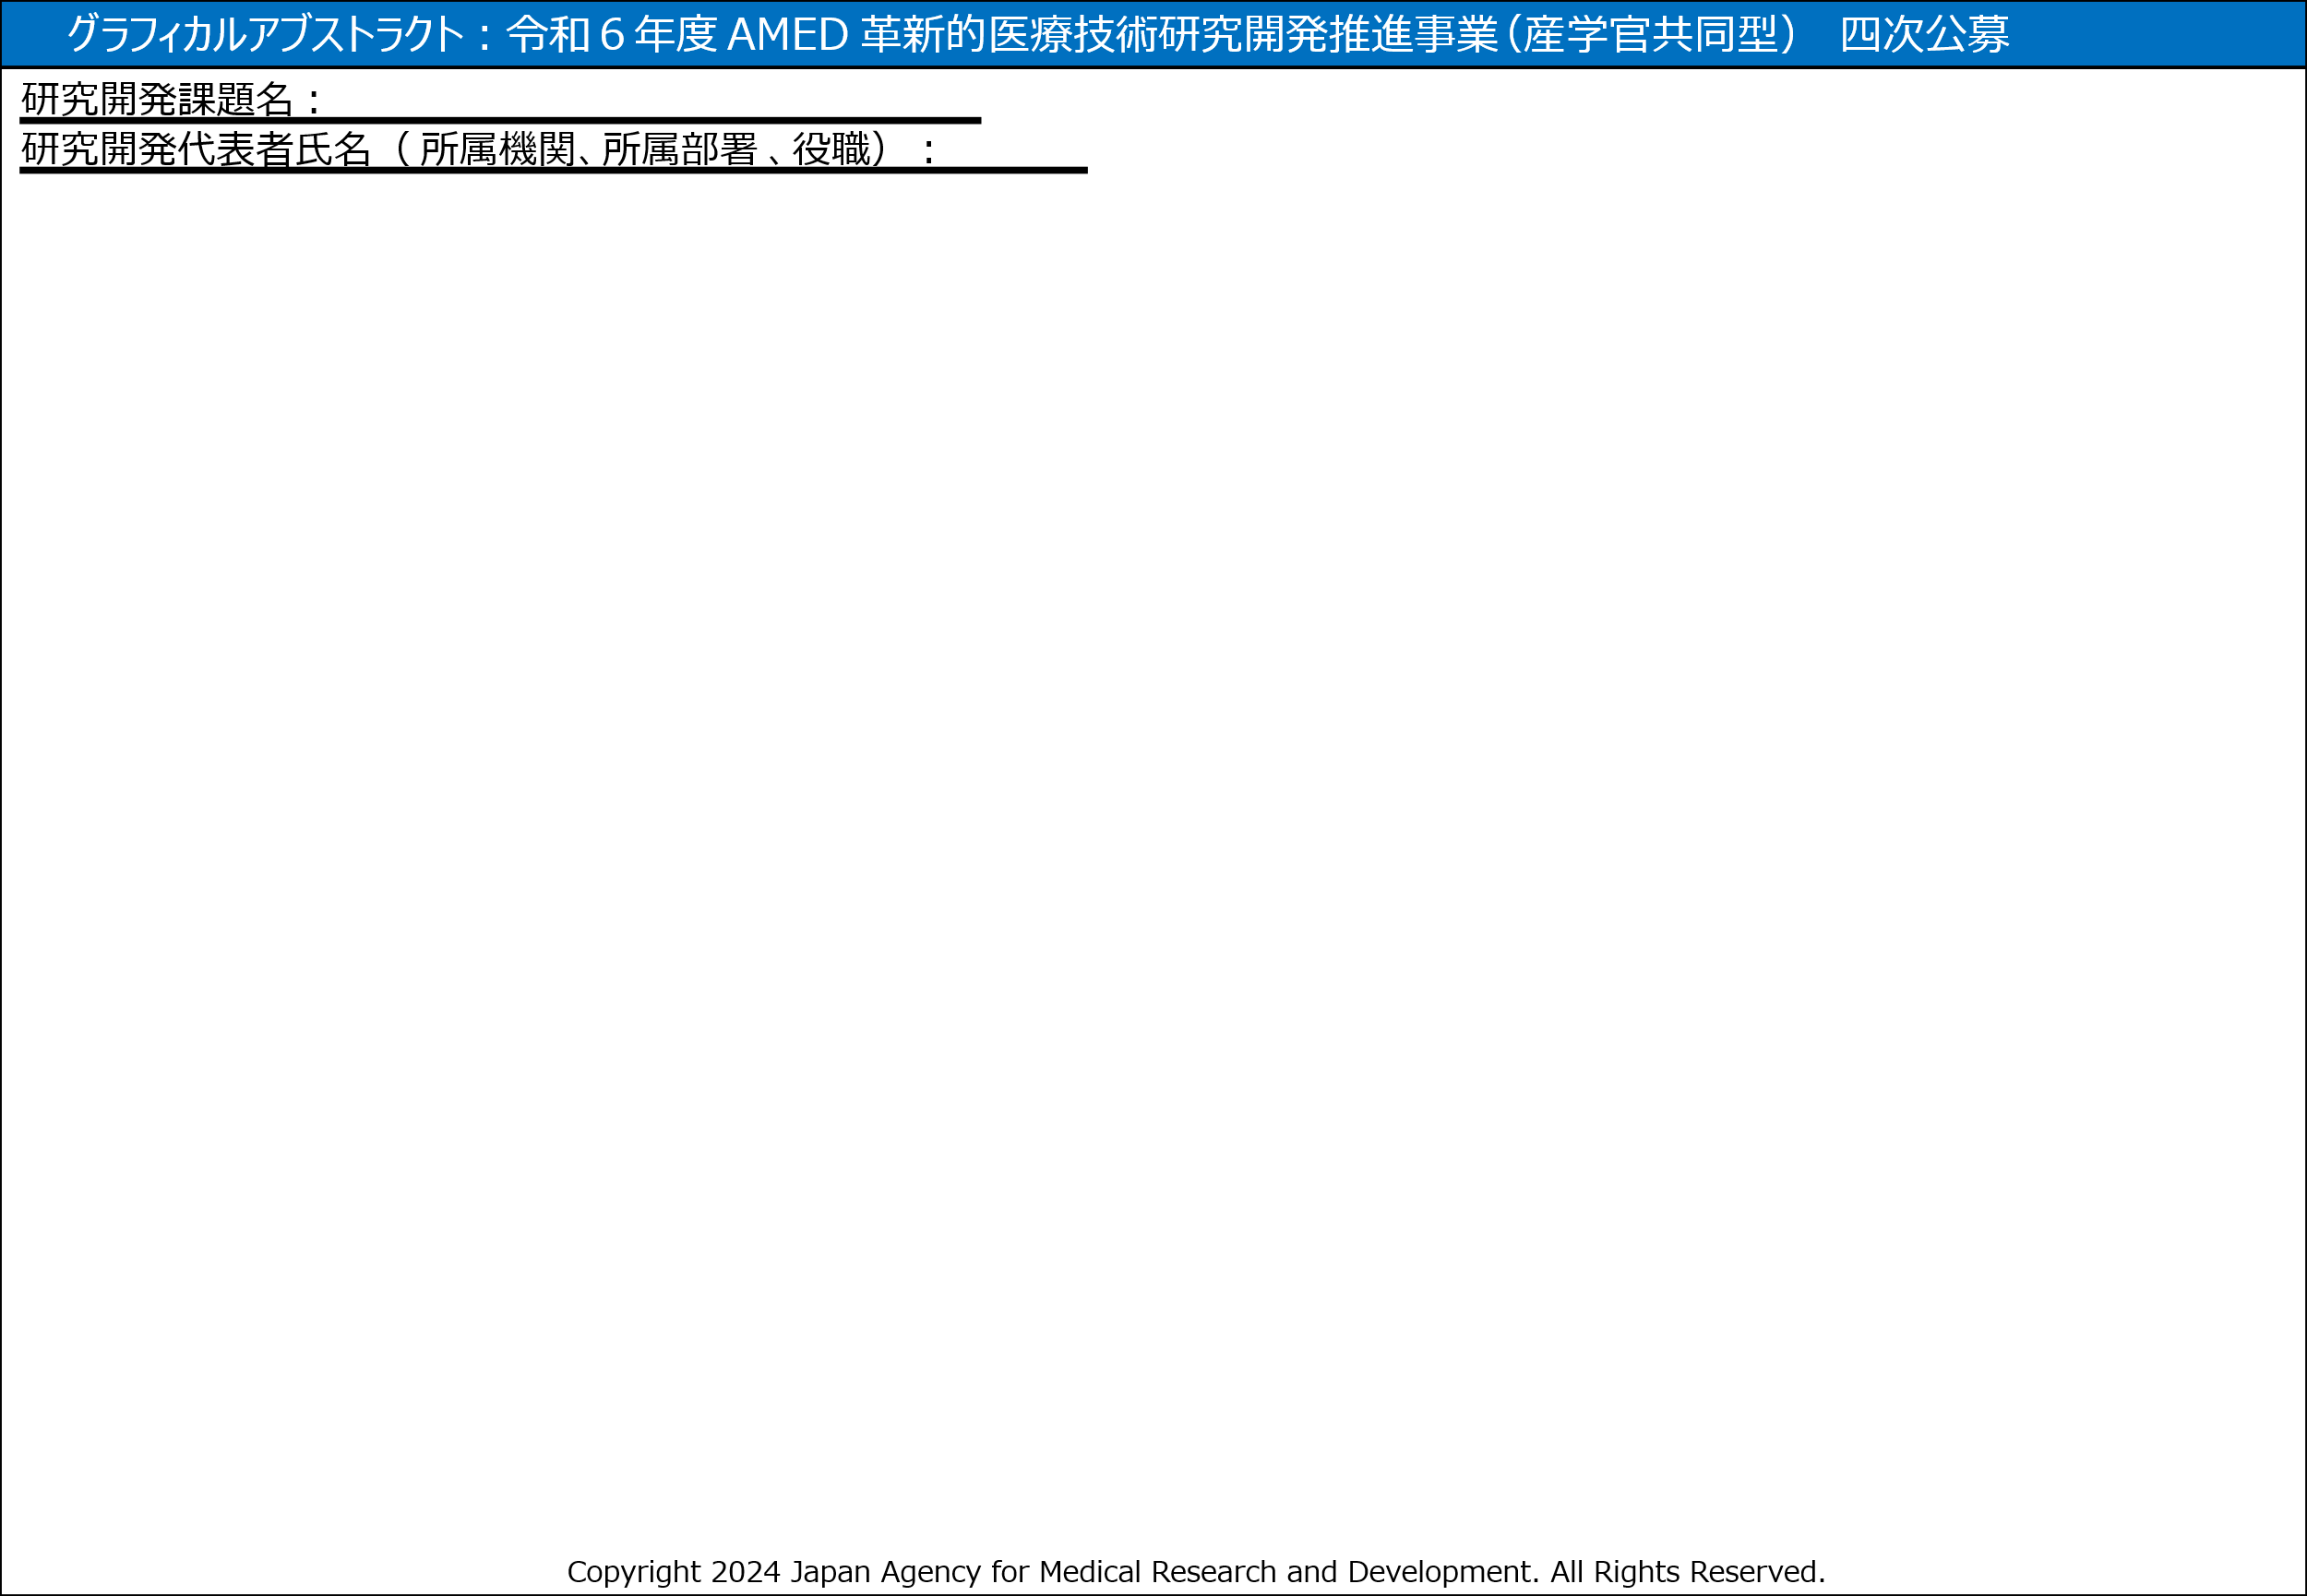 グラフィカルアブストラクト：令和６年度 AMED 革新的医療技術研究開発推進事業（産学官共同型）　四次公募
研究開発課題名：
研究開発代表者氏名（所属機関、所属部署、役職）：
Copyright 2024 Japan Agency for Medical Research and Development. All Rights Reserved.